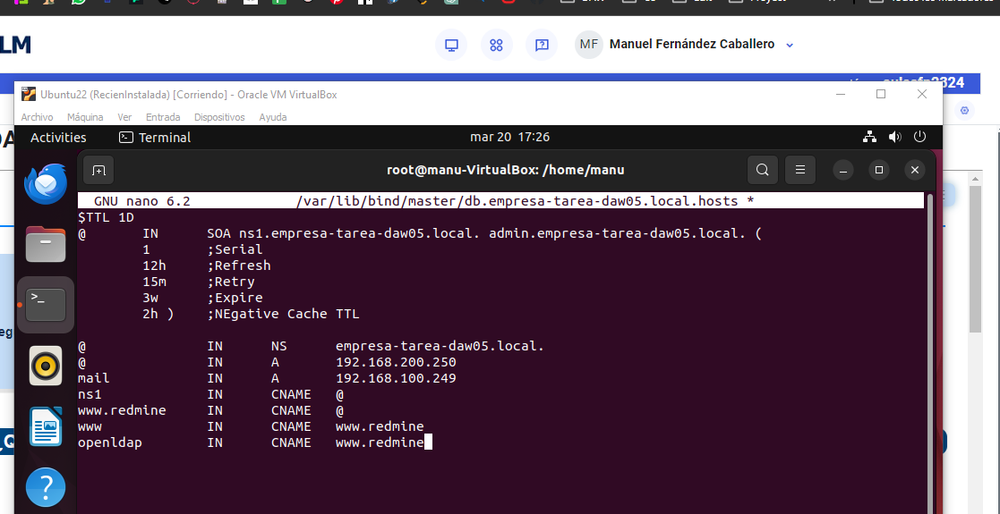 LM
MF Manuel Fernández Caballero
Ubuntu22 (RecienInstalada) [Corriendo] - Oracle VM VirtualBox
Archivo Máquina Ver Entrada Dispositivos Ayuda
Activities Terminal mar 20 17:26
root@manu-VirtualBox: /home/manu
GNU nano 6.2 /var/lib/bind/master/db.empresa-tarea-daw05.local.hosts *
$TTL 1D
@ IN SOA ns1.empresa-tarea-daw05.local. admin.empresa-tarea-daw05.local. (
1 ;Serial
12h ;Refresh
15m ;Retry
3w ;Expire
2h ) ;NEgative Cache TTL
@ IN NS empresa-tarea-daw05.local.
@ IN A 192.168.200.250
mail IN A 192.168.100.249
ns1 IN CNAME @
www.redmine IN CNAME @
www IN CNAME www.redmine
openldap IN CNAME www.redmine